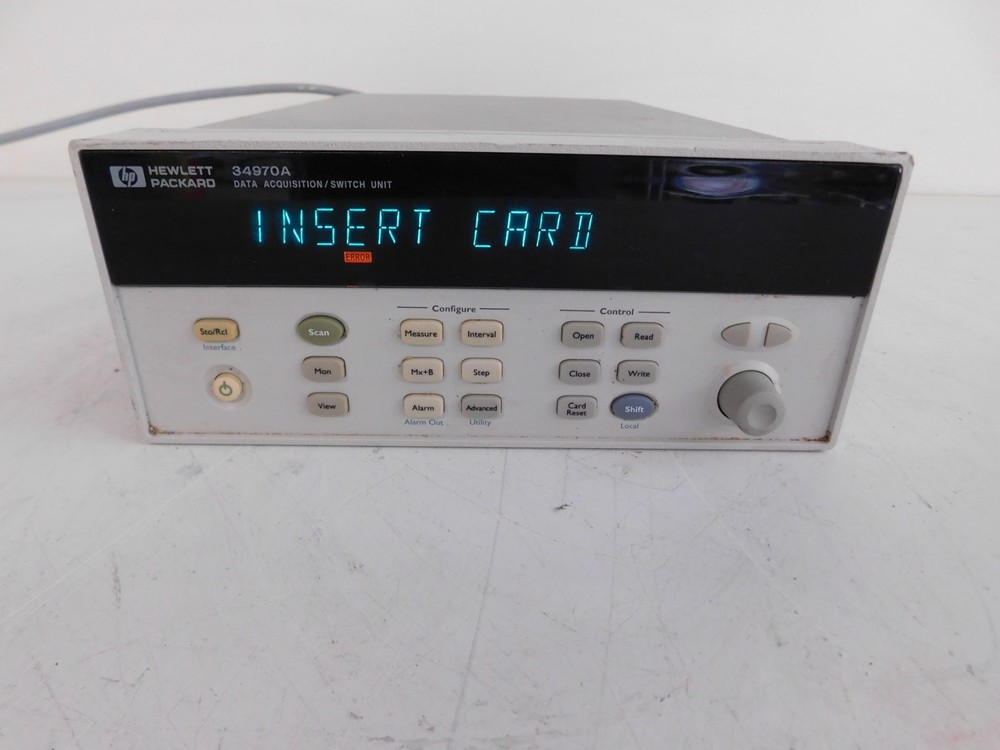 hp HEWLETT PACKARD 34970A
DATA ACQUISITION / SWITCH UNIT
INSERT CARD
ERROR
Configure Control
Sto/Rcl Scan Measure Interval Open Read
Interface
Mon Mx+B Step Close Write
View Alarm Advanced Card Reset Shift
Alarm Out Utility Local